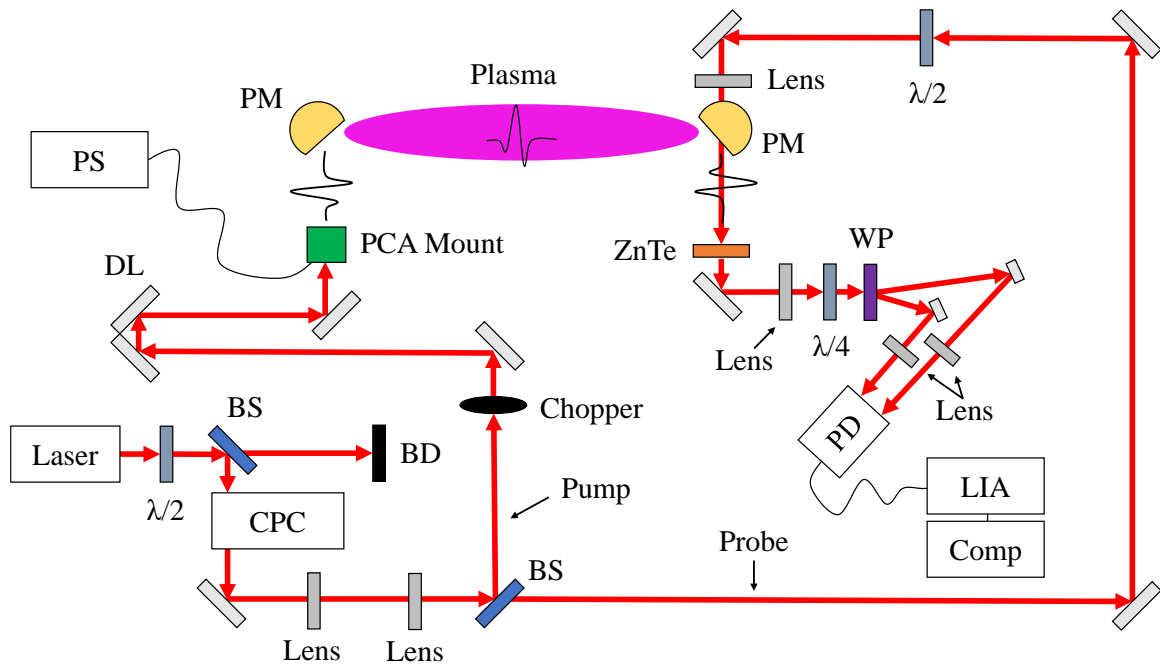 Plasma
Lens
λ/2
PM
PM
PS
PCA Mount
ZnTe
WP
DL
Lens
λ/4
Lens
BS
Chopper
PD
Laser
BD
λ/2
CPC
Pump
LIA
Comp
Probe
BS
Lens
Lens